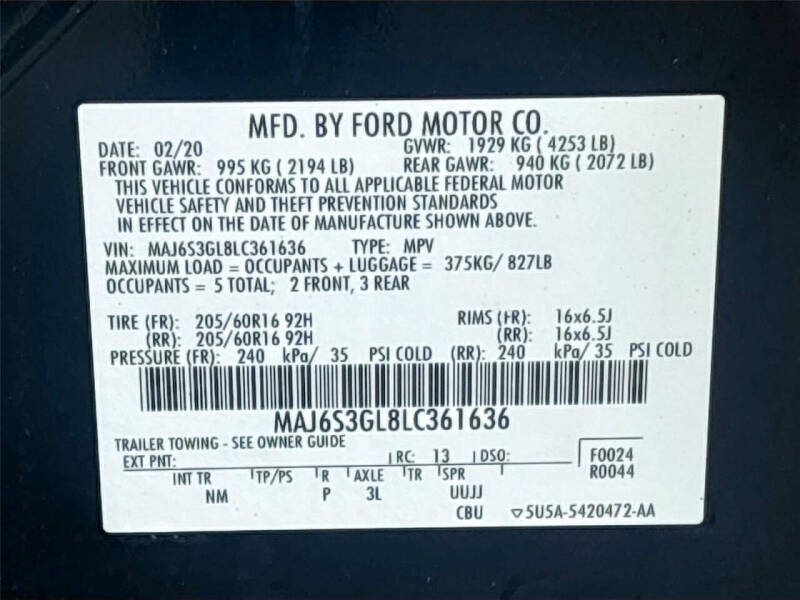 MFD. BY FORD MOTOR CO.
DATE: 02/20 GVWR: 1929 KG ( 4253 LB)
FRONT GAWR: 995 KG ( 2194 LB) REAR GAWR: 940 KG ( 2072 LB)
THIS VEHICLE CONFORMS TO ALL APPLICABLE FEDERAL MOTOR
VEHICLE SAFETY AND THEFT PREVENTION STANDARDS
IN EFFECT ON THE DATE OF MANUFACTURE SHOWN ABOVE.
VIN: MAJ6S3GL8LC361636 TYPE: MPV
MAXIMUM LOAD = OCCUPANTS + LUGGAGE = 375KG/ 827LB
OCCUPANTS = 5 TOTAL; 2 FRONT, 3 REAR
TIRE (FR): 205/60R16 92H RIMS (FR): 16x6.5J
(RR): 205/60R16 92H (RR): 16x6.5J
PRESSURE (FR): 240 kPa/ 35 PSI COLD (RR): 240 kPa/ 35 PSI COLD
MAJ6S3GL8LC361636
TRAILER TOWING - SEE OWNER GUIDE
EXT PNT: RC: 13 DSO: F0024
R0044
INT TR TP/PS R AXLE TR SPR
NM P 3L UUJJ
CBU ▽5U5A-5420472-AA